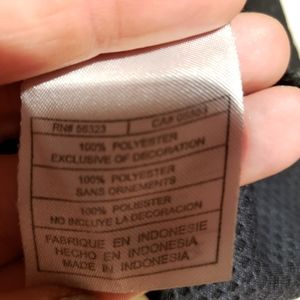 RN# 56323 CA# 05553
100% POLYESTER
EXCLUSIVE OF DECORATION
100% POLYESTER
SANS ORNEMENTS
100% POLIESTER
NO INCLUYE LA DECORACION
FABRIQUE EN INDONESIE
HECHO EN INDONESIA
MADE IN INDONESIA